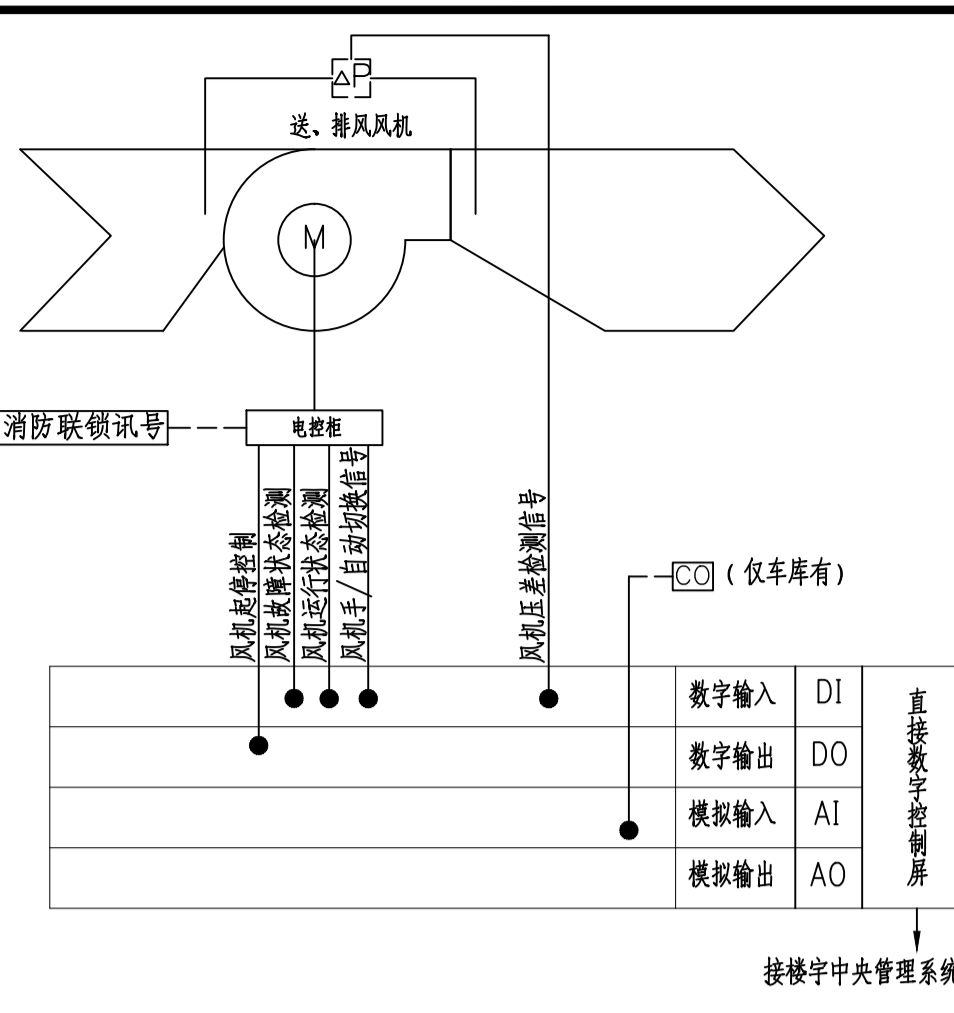 △P
送、排风风机
M
消防联锁讯号
电控柜
风机起停控制
风机故障状态检测
风机运行状态检测
风机手/自动切换信号
风机压差检测信号
CO（仅车库有）
数字输入 DI
数字输出 DO
模拟输入 AI
模拟输出 AO
直接数字控制屏
接楼宇中央管理系统